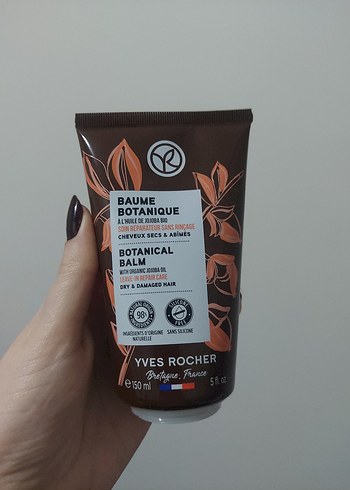 BAUME
BOTANIQUE
À L'HUILE DE JOJOBA BIO
SOIN RÉPARATEUR SANS RINÇAGE
CHEVEUX SECS & ABÎMÉS
BOTANICAL
BALM
WITH ORGANIC JOJOBA OIL
LEAVE-IN REPAIR CARE
DRY & DAMAGED HAIR
98%
SILICONE
FREE
INGRÉDIENTS D'ORIGINE
NATURELLE
SANS SILICONE
YVES ROCHER
Bretagne, France
e 150 ml
5 fl. oz